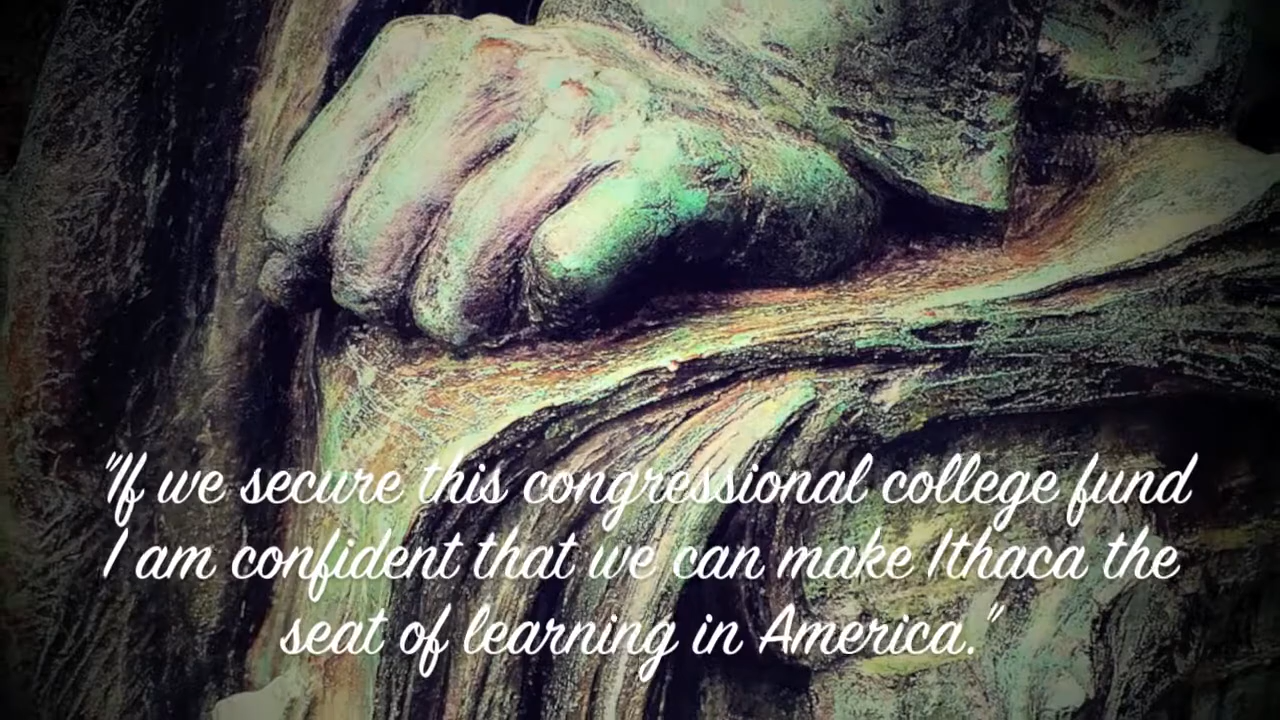 "If we secure this congressional college fund
I am confident that we can make Ithaca the
seat of learning in America."